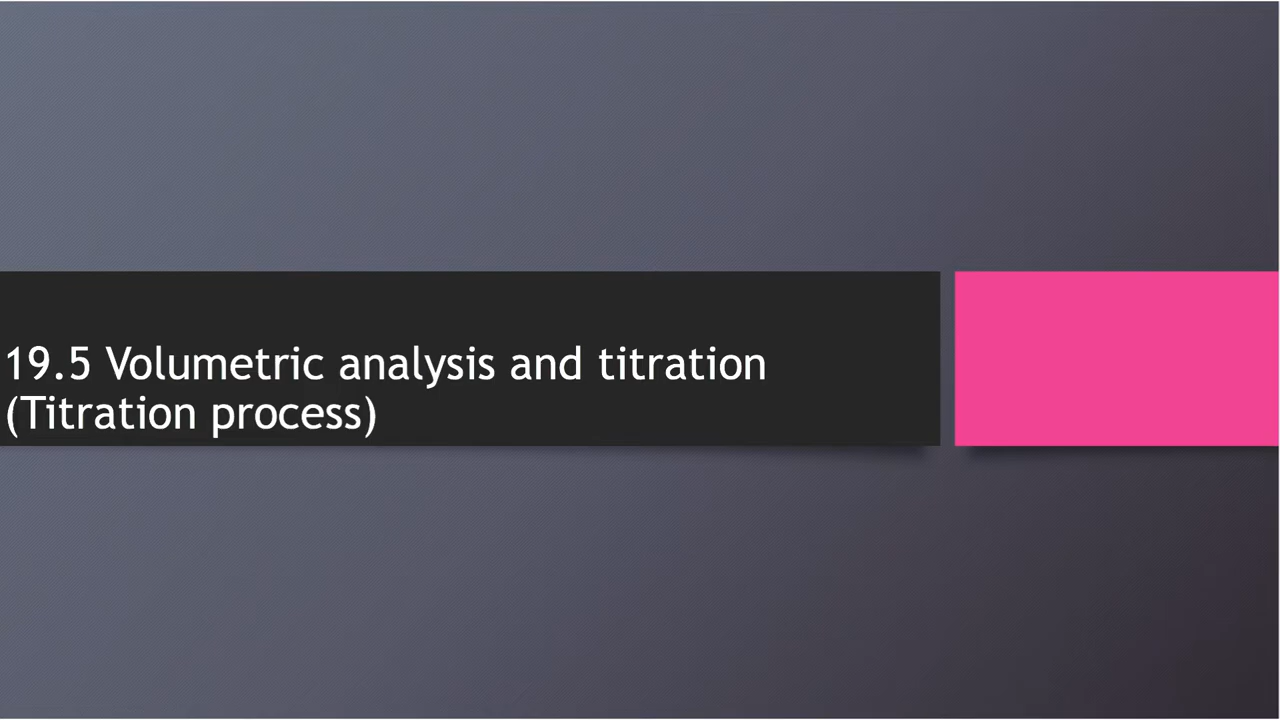 19.5 Volumetric analysis and titration
(Titration process)